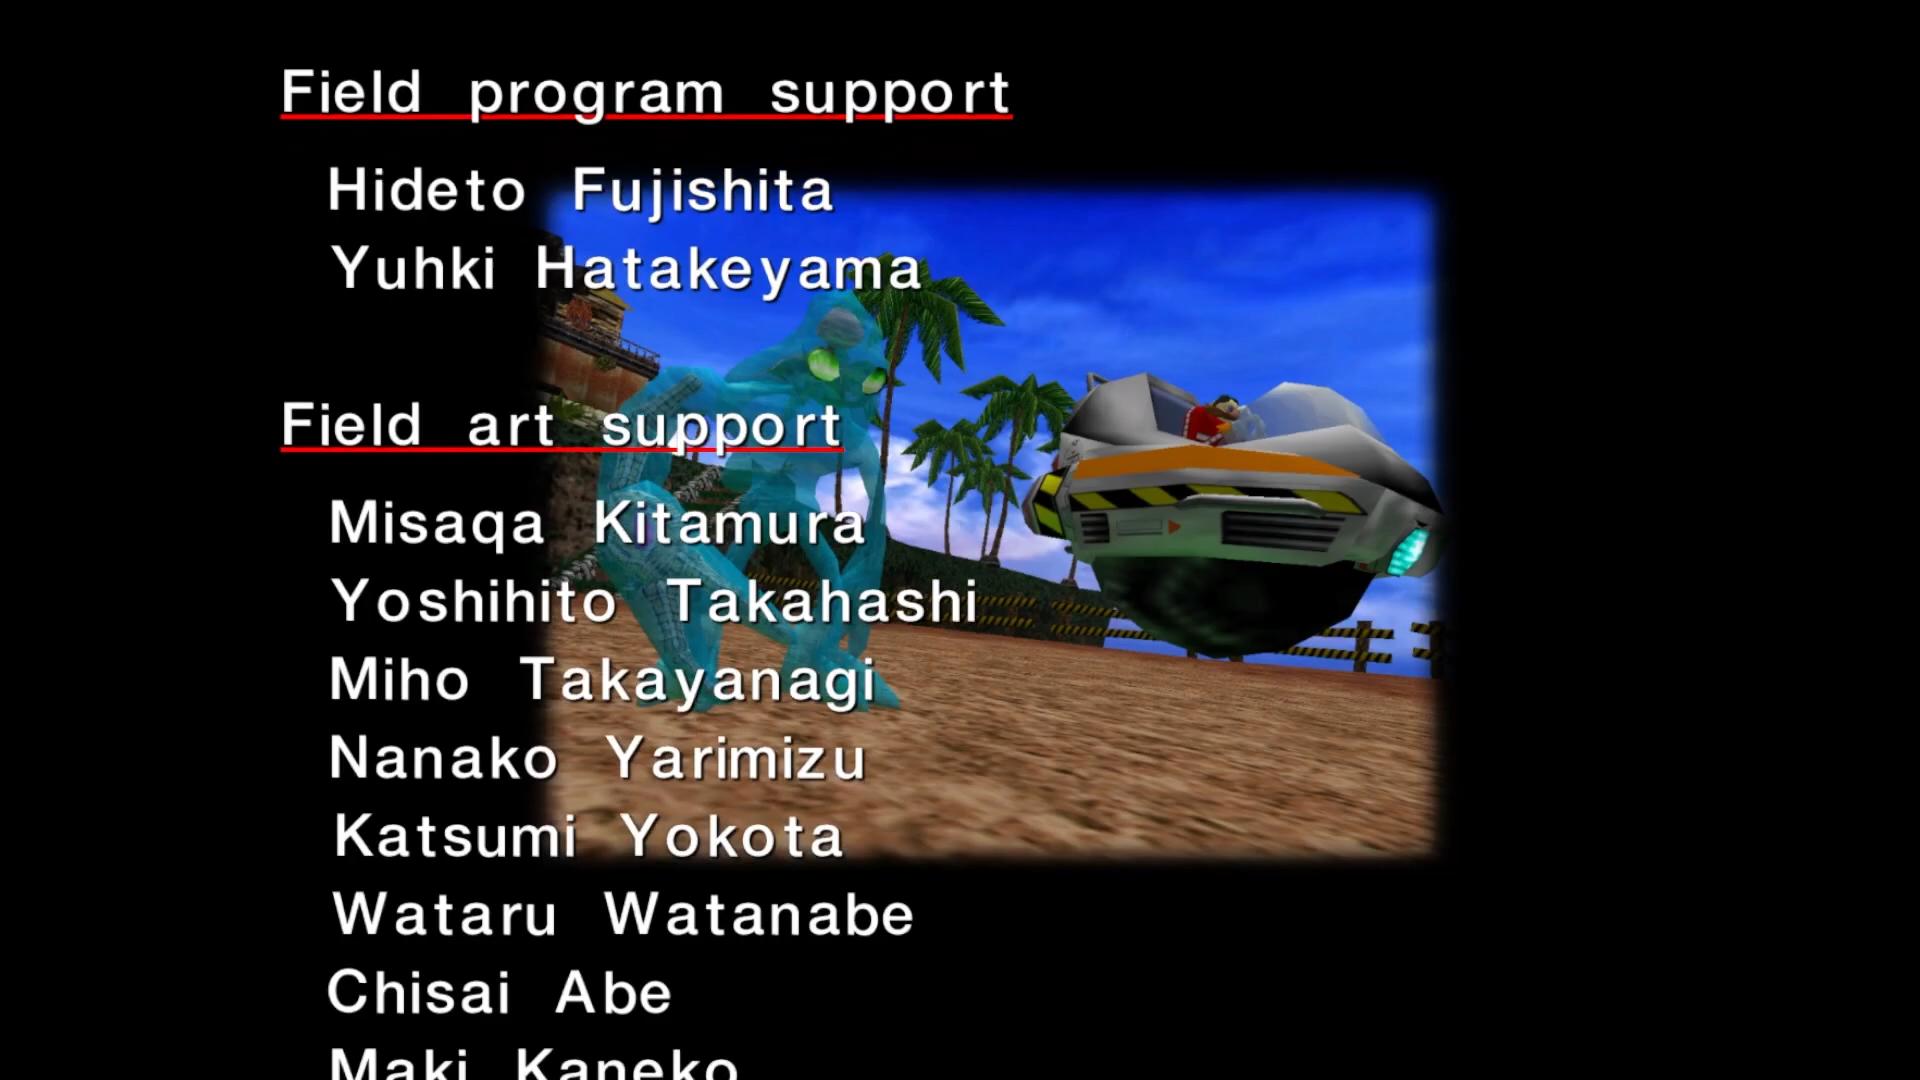 Field program support
Hideto Fujishita
Yuhki Hatakeyama
Field art support
Misaqa Kitamura
Yoshihito Takahashi
Miho Takayanagi
Nanako Yarimizu
Katsumi Yokota
Wataru Watanabe
Chisai Abe
Maki Kaneko